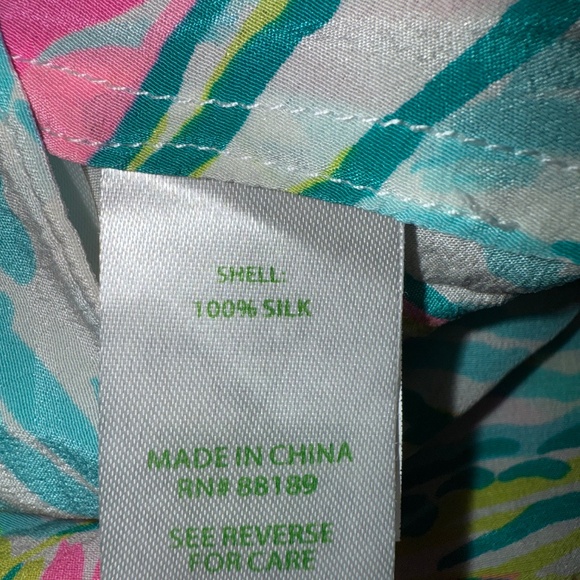 SHELL:
100% SILK
MADE IN CHINA
RN# 88189
SEE REVERSE
FOR CARE